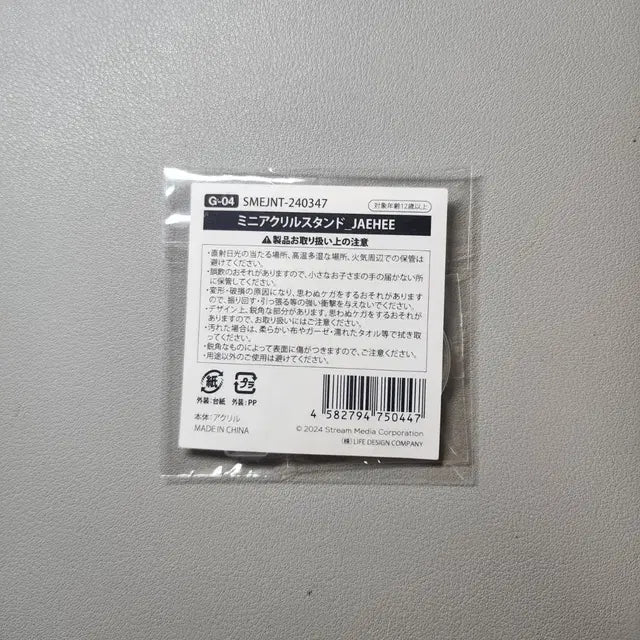 G-04 SMEJNT-240347 対象年齢12歳以上
ミニアクリルスタンド_JAEHEE
⚠製品お取り扱い上の注意
・直射日光の当たる場所、高温多湿な場所、火気周辺での保管は
避けてください。
・誤飲のおそれがありますので、小さなお子さまの手の届かない所
に保管してください。
・変形・破損の原因になり、思わぬケガをするおそれがあります
ので、振り回す・引っ張る等の強い衝撃を与えないでください。
・デザイン上、鋭角な部分があります。思わぬケガをするおそれが
ありますので、お取り扱いにはご注意ください。
・汚れた場合は、柔らかい布やガーゼ・濡れたタオル等で拭き取
ってください。
・鋭角なものによって表面に傷がつきますので、ご注意ください。
・用途以外のご使用は避けてください。
紙 プラ
外装:台紙 外装:PP
本体:アクリル
MADE IN CHINA
4 582794 750447
© 2024 Stream Media Corporation
(株) LIFE DESIGN COMPANY